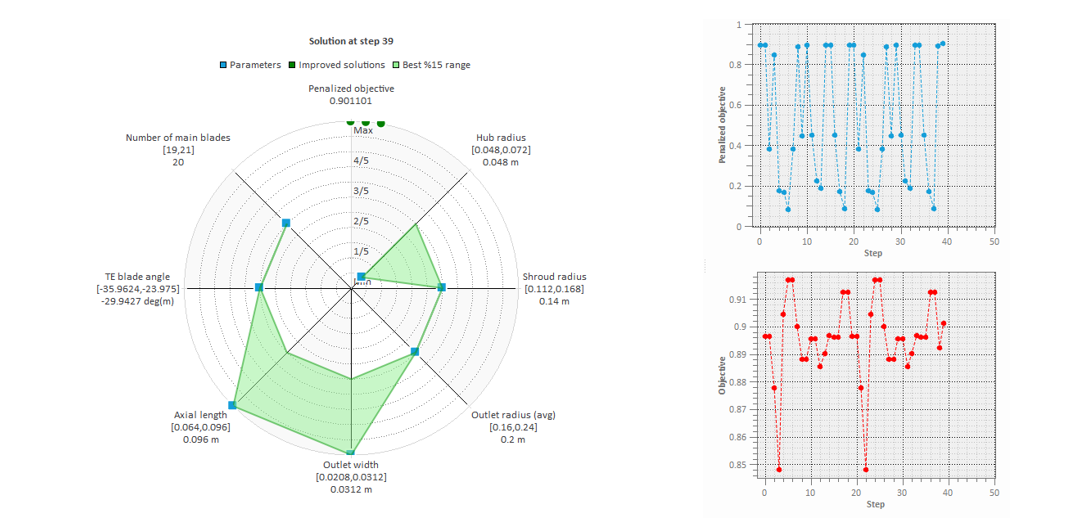 Solution at step 39
Parameters
Improved solutions
Best %15 range
Penalized objective
0.901101
Number of main blades
[19,21]
20
Hub radius
[0.048,0.072]
0.048 m
Max
4/5
3/5
2/5
1/5
TE blade angle
[-35.9624,-23.975]
-29.9427 deg(m)
Shroud radius
[0.112,0.168]
0.14 m
Axial length
[0.064,0.096]
0.096 m
Outlet radius (avg)
[0.16,0.24]
0.2 m
Outlet width
[0.0208,0.0312]
0.0312 m
Penalized objective
1
0.8
0.6
0.4
0.2
0
0 10 20 30 40 50
Step
Objective
0.91
0.9
0.89
0.88
0.87
0.86
0.85
0 10 20 30 40 50
Step